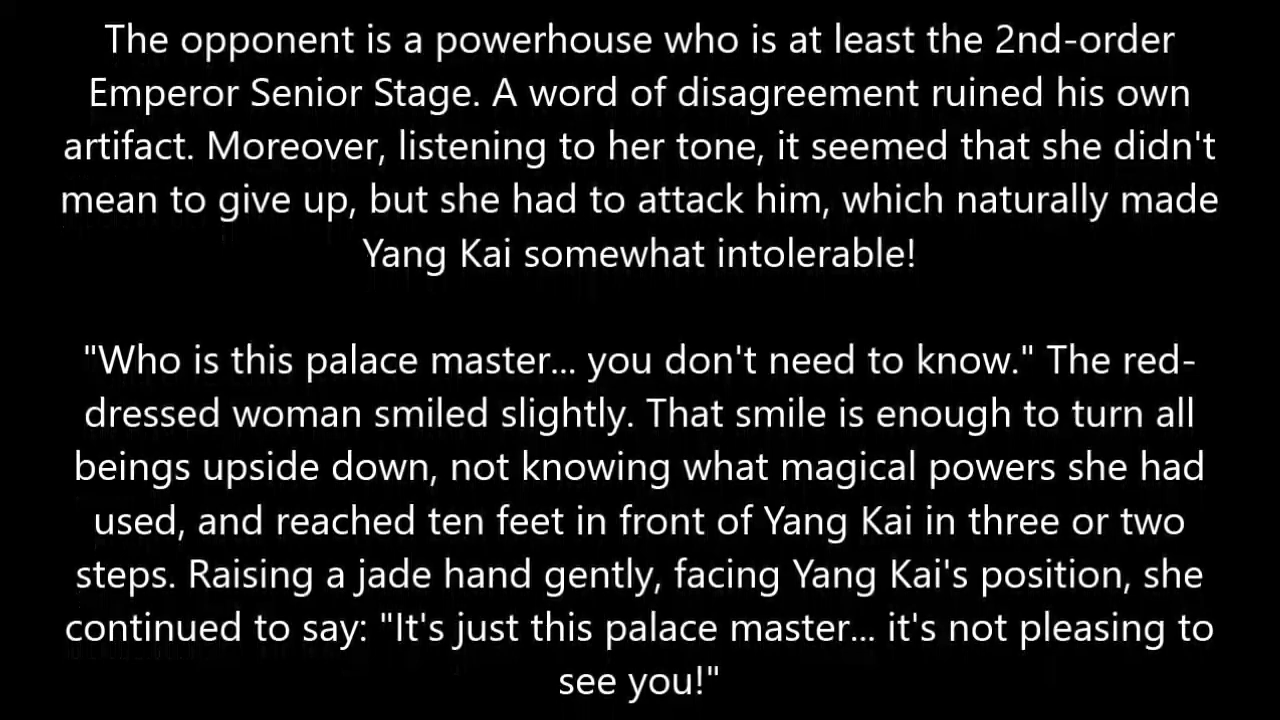 The opponent is a powerhouse who is at least the 2nd-order
Emperor Senior Stage. A word of disagreement ruined his own
artifact. Moreover, listening to her tone, it seemed that she didn't
mean to give up, but she had to attack him, which naturally made
Yang Kai somewhat intolerable!
"Who is this palace master... you don't need to know." The red-
dressed woman smiled slightly. That smile is enough to turn all
beings upside down, not knowing what magical powers she had
used, and reached ten feet in front of Yang Kai in three or two
steps. Raising a jade hand gently, facing Yang Kai's position, she
continued to say: "It's just this palace master... it's not pleasing to
see you!"